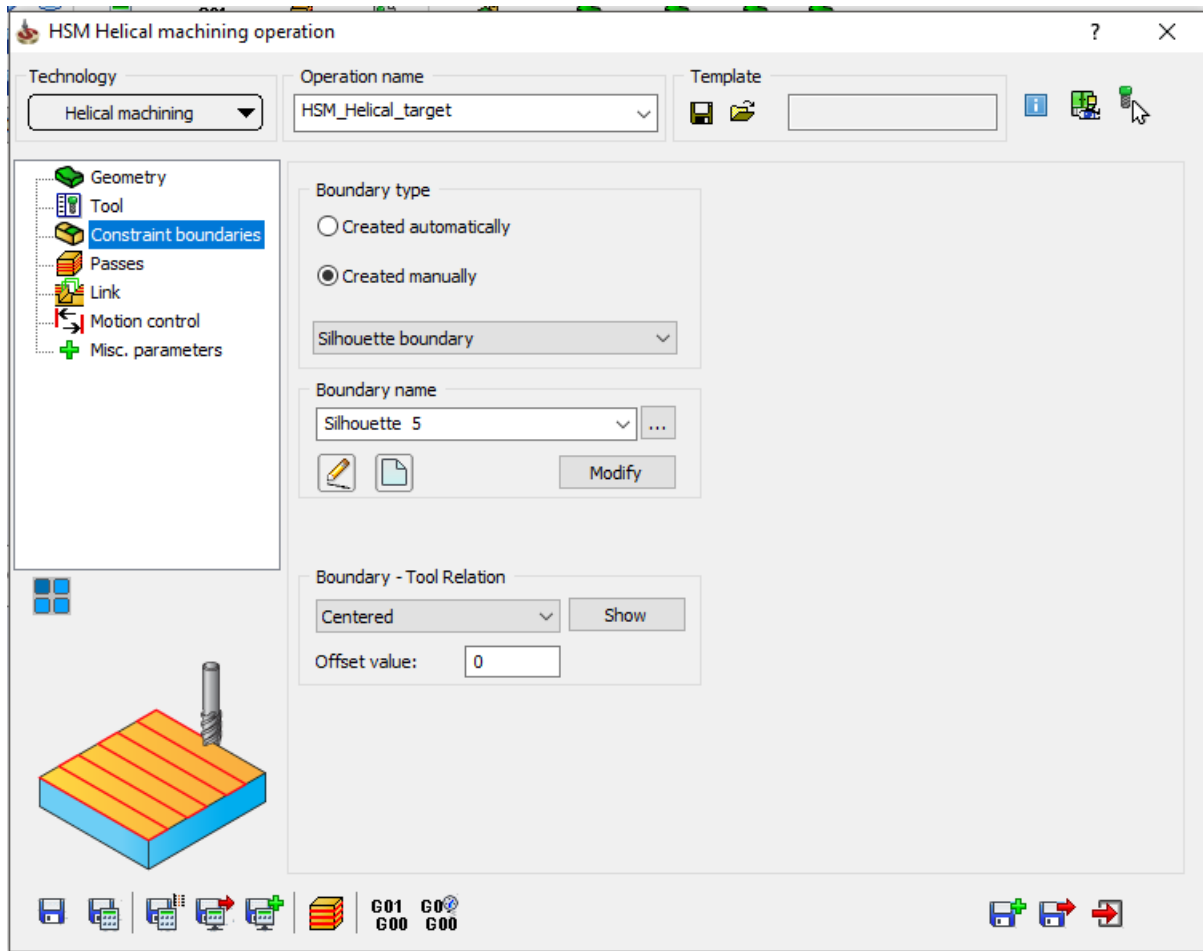 HSM Helical machining operation
?
Technology
Operation name
Template
Helical machining
HSM_Helical_target
Geometry
Tool
Constraint boundaries
Passes
Link
Motion control
Misc. parameters
Boundary type
Created automatically
Created manually
Silhouette boundary
Boundary name
Silhouette 5
...
Modify
Boundary - Tool Relation
Centered
Show
Offset value:
0
G01
G00
G00